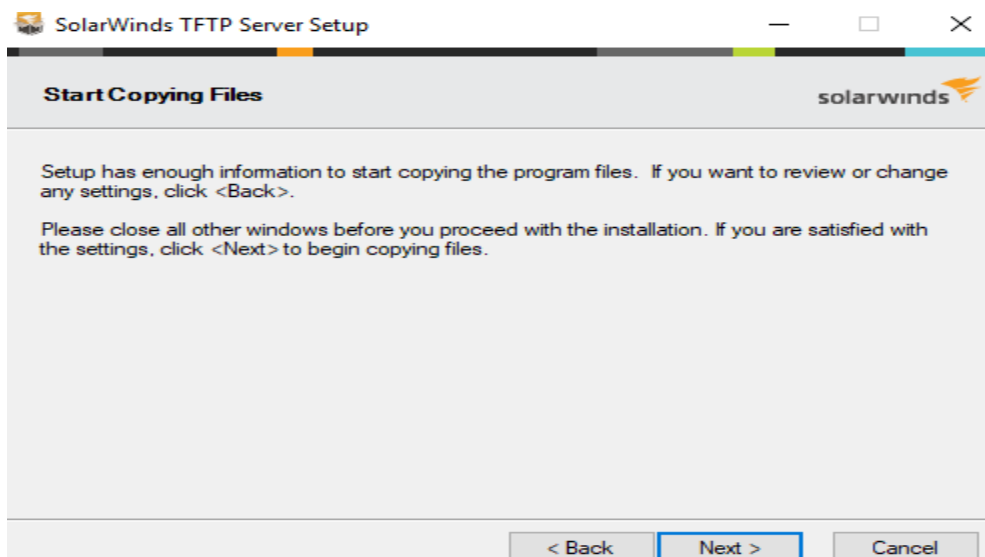 SolarWinds TFTP Server Setup
Start Copying Files
solarwinds
Setup has enough information to start copying the program files. If you want to review or change
any settings, click <Back>.
Please close all other windows before you proceed with the installation. If you are satisfied with
the settings, click <Next> to begin copying files.
< Back Next > Cancel